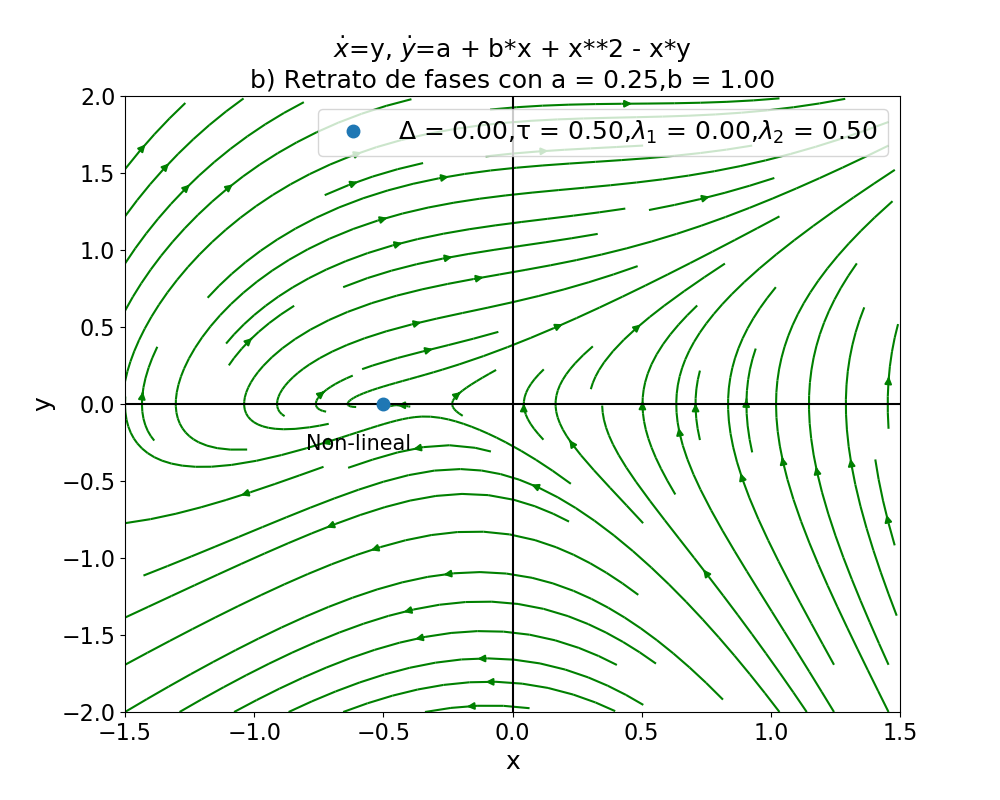 ẋ=y, ẏ=a + b*x + x**2 - x*y
b) Retrato de fases con a = 0.25,b = 1.00
Δ = 0.00,τ = 0.50,λ₁ = 0.00,λ₂ = 0.50
2.0
1.5
1.0
0.5
0.0
−0.5
−1.0
−1.5
−2.0
y
Non-lineal
−1.5 −1.0 −0.5 0.0 0.5 1.0 1.5
x